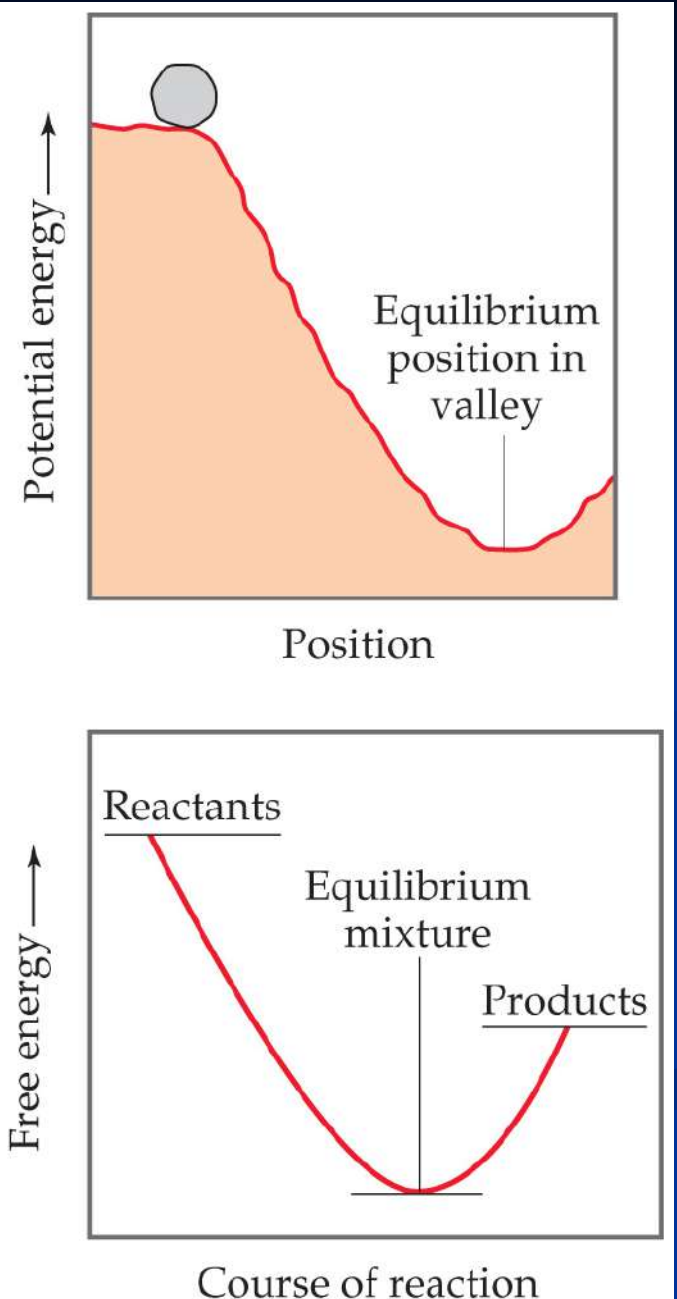 Potential energy
Equilibrium
position in
valley
Position
Free energy
Reactants
Equilibrium
mixture
Products
Course of reaction